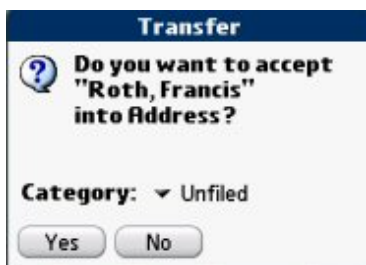 Transfer
Do you want to accept
"Roth, Francis"
into Address?
Category: Unfiled
Yes No